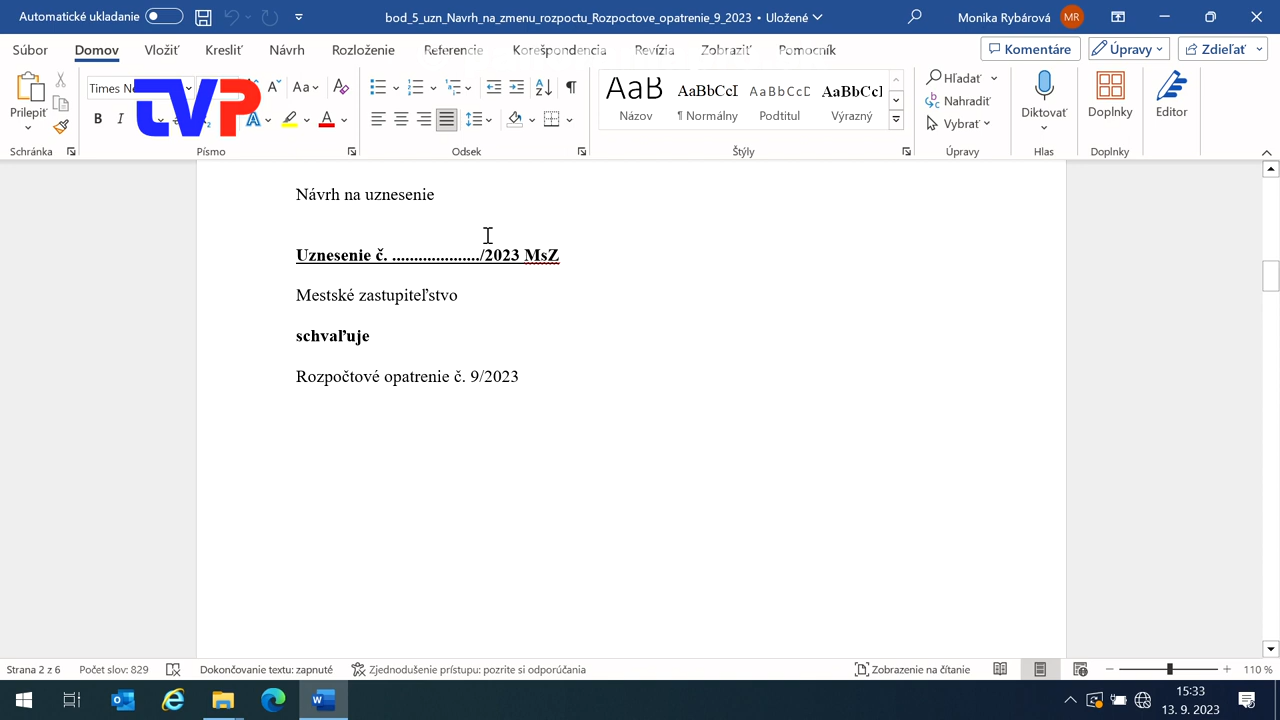 Automatické ukladanie
bod_5_uzn_Navrh_na_zmenu_rozpoctu_Rozpoctove_opatrenie_9_2023 • Uložené
Monika Rybárová MR
Súbor Domov Vložiť Kresliť Návrh Rozloženie Referencie Korešpondencia Revízia Zobraziť Pomocník
Komentáre Úpravy Zdieľať
TVP
Prilepiť
Times
Aa
B I
AaB AaBbCcI AaBbCcD AaBbCcI
Názov ¶ Normálny Podtitul Výrazný
Hľadať
Nahradiť
Vybrať
Diktovať
Doplnky
Editor
Schránka Písmo Odsek Štýly Úpravy Hlas Doplnky
Návrh na uznesenie
Uznesenie č. ..................../2023 MsZ
Mestské zastupiteľstvo
schvaľuje
Rozpočtové opatrenie č. 9/2023
Strana 2 z 6 Počet slov: 829 Dokončovanie textu: zapnuté Zjednodušenie prístupu: pozrite si odporúčania Zobrazenie na čítanie 110 %
15:33
13. 9. 2023